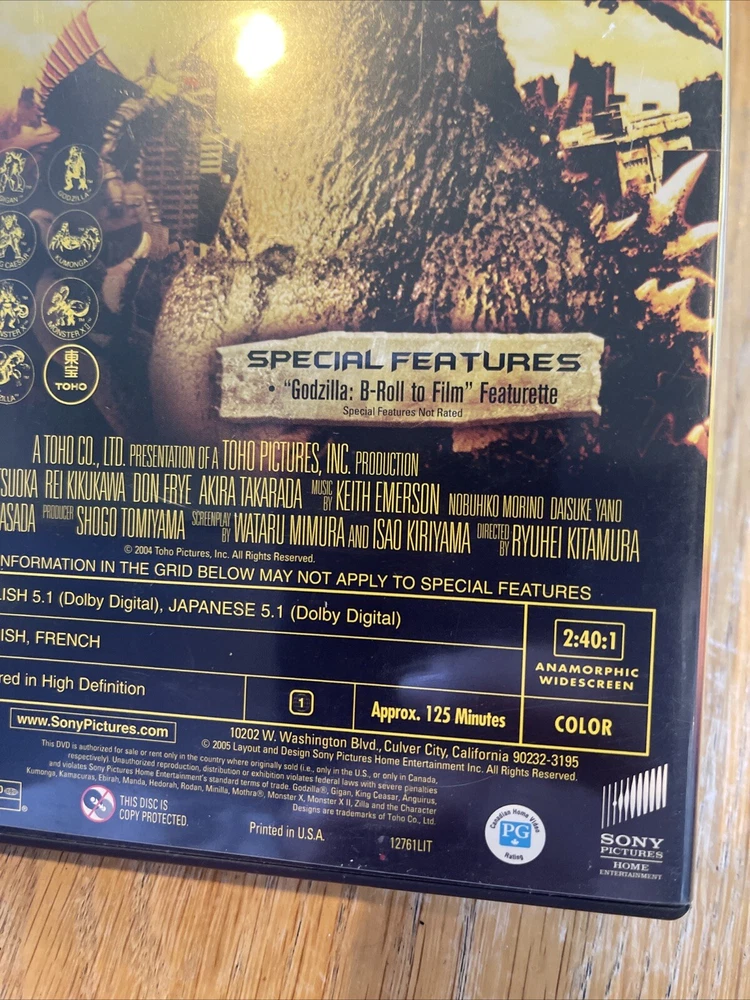 GIGAN™
GODZILLA
KUMONGA
MONSTER X
MONSTER X II
東宝
TOHO
SPECIAL FEATURES
• “Godzilla: B-Roll to Film” Featurette
Special Features Not Rated
A TOHO CO., LTD. PRESENTATION OF A TOHO PICTURES, INC. PRODUCTION
TSUOKA REI KIKUKAWA DON FRYE AKIRA TAKARADA MUSIC BY KEITH EMERSON NOBUHIKO MORINO DAISUKE YANO
ASADA PRODUCER SHOGO TOMIYAMA SCREENPLAY BY WATARU MIMURA AND ISAO KIRIYAMA DIRECTED BY RYUHEI KITAMURA
© 2004 Toho Pictures, Inc. All Rights Reserved.
INFORMATION IN THE GRID BELOW MAY NOT APPLY TO SPECIAL FEATURES
LISH 5.1 (Dolby Digital), JAPANESE 5.1 (Dolby Digital)
ISH, FRENCH
2:40:1
ANAMORPHIC
WIDESCREEN
red in High Definition
1
Approx. 125 Minutes
COLOR
www.SonyPictures.com
10202 W. Washington Blvd., Culver City, California 90232-3195
© 2005 Layout and Design Sony Pictures Home Entertainment Inc. All Rights Reserved.
This DVD is authorized for sale or rent only in the country where originally sold (i.e., only in the U.S. or only in Canada,
respectively). Unauthorized reproduction, distribution or exhibition violates federal laws with severe penalties
and violates Sony Pictures Home Entertainment's standard terms of trade. Godzilla®, Gigan, King Ceasar, Anguirus,
Kumonga, Kamacuras, Ebirah, Manda, Hedorah, Rodan, Minilla, Mothra®, Monster X, Monster X II, Zilla and the Character
Designs are trademarks of Toho Co., Ltd.
THIS DISC IS
COPY PROTECTED.
Printed in U.S.A.
12761LIT
Canadian Home Video
PG
Rating
SONY
PICTURES
HOME
ENTERTAINMENT